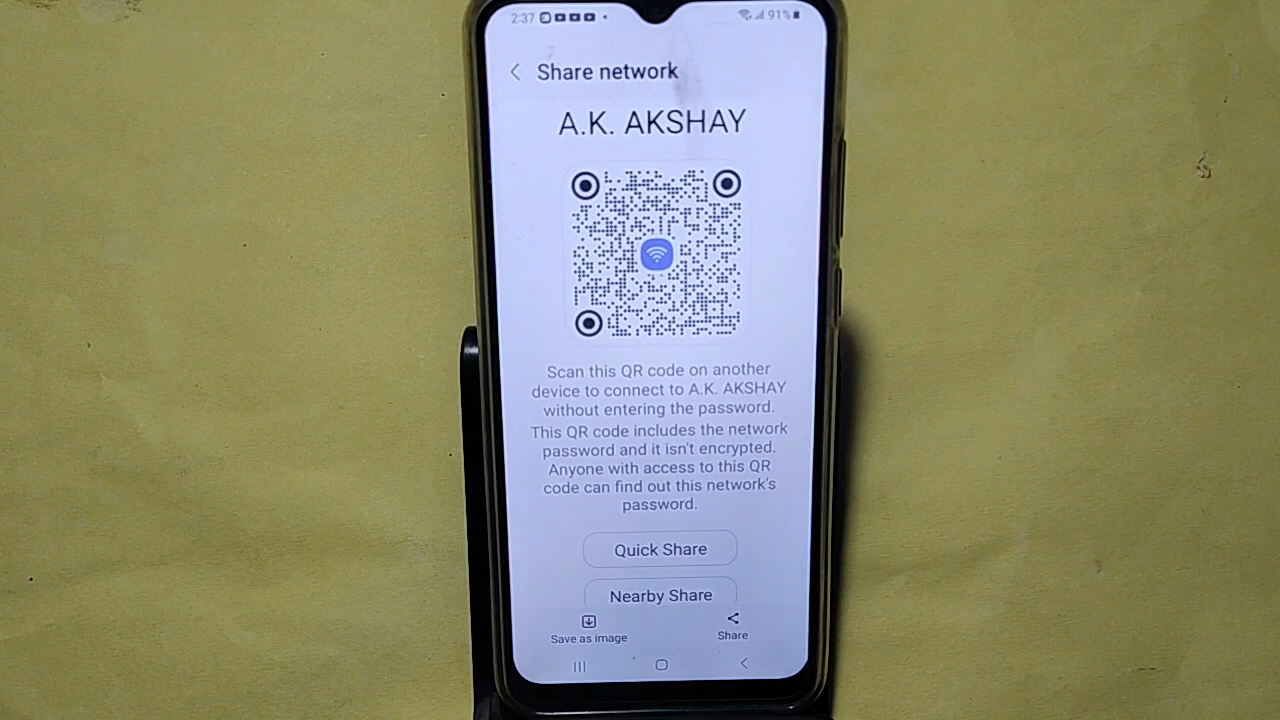 2:37
91%
Share network
A.K. AKSHAY
Scan this QR code on another
device to connect to A.K. AKSHAY
without entering the password.
This QR code includes the network
password and it isn't encrypted.
Anyone with access to this QR
code can find out this network's
password.
Quick Share
Nearby Share
Save as image
Share